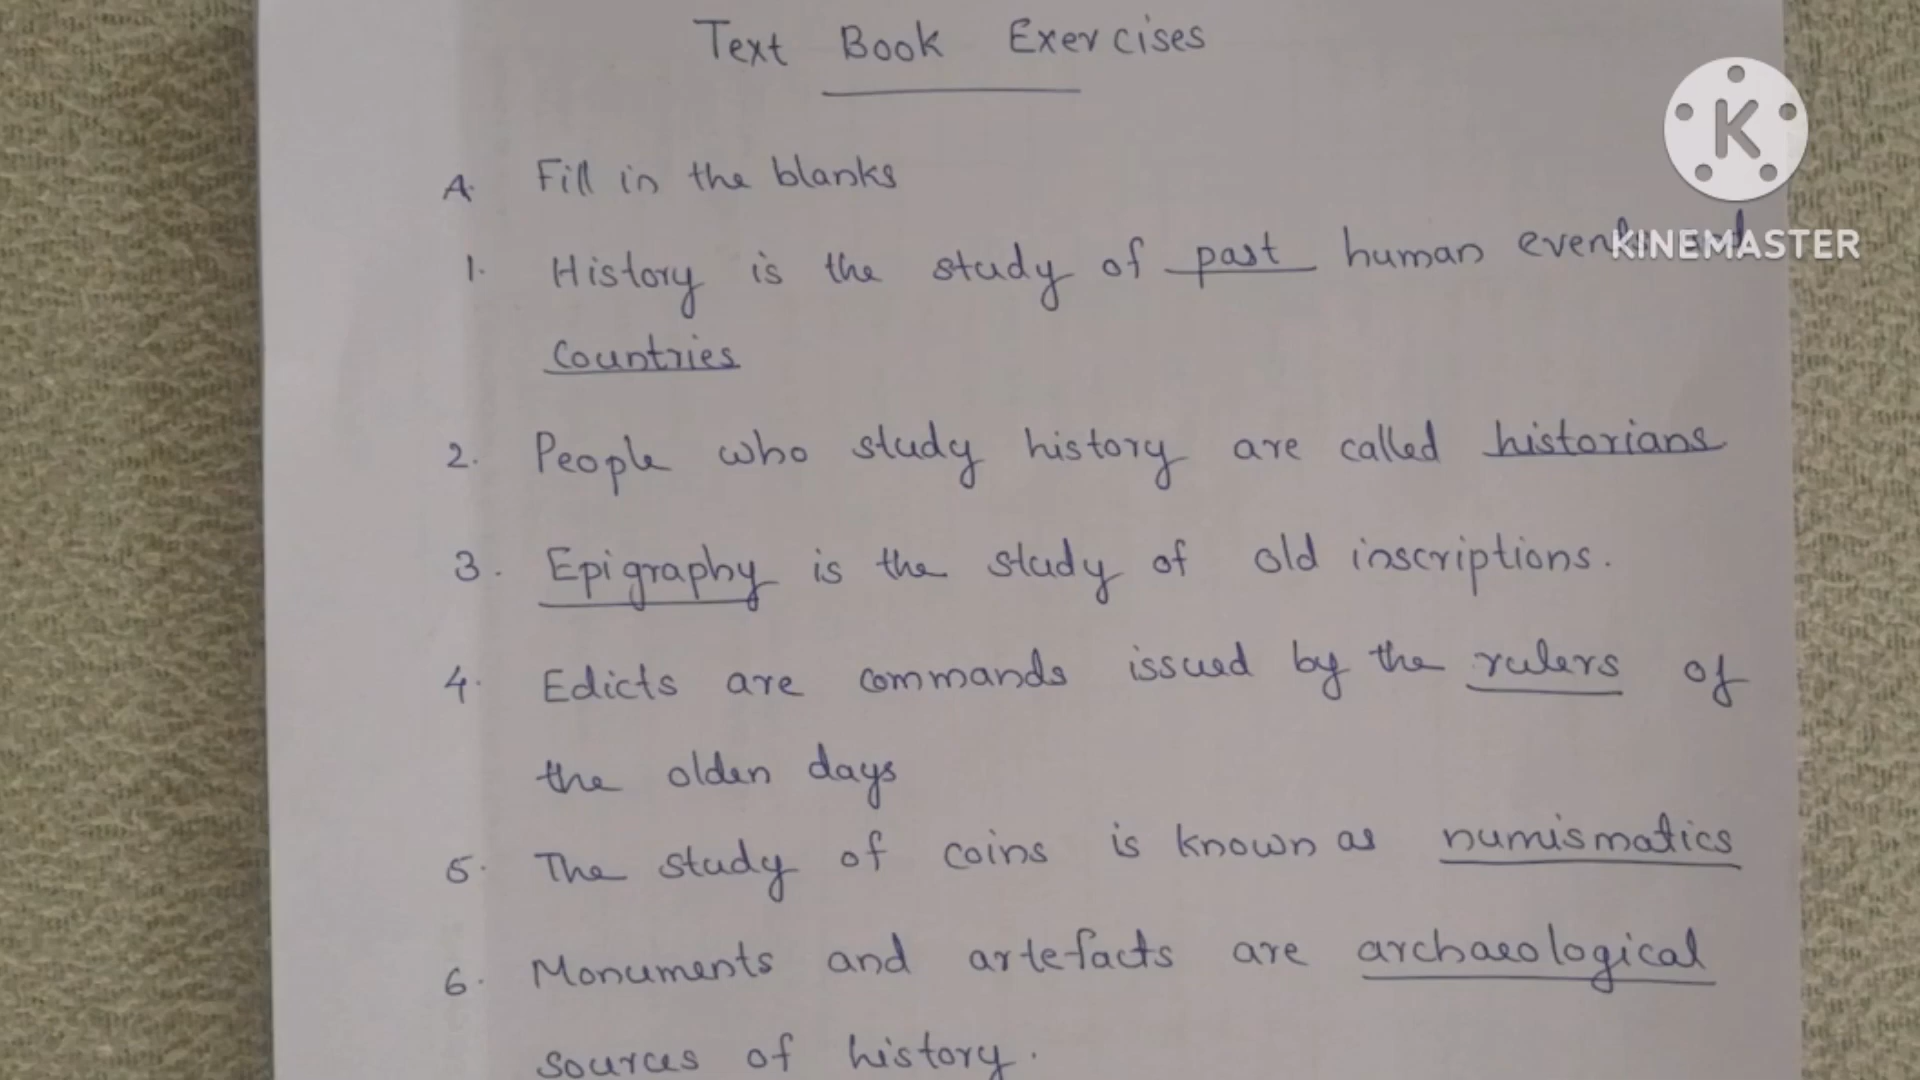 Text Book Exercises
A. Fill in the blanks
1. History is the study of past human
countries
2. People who study history are called historians
3. Epigraphy is the study of old inscriptions.
4. Edicts are commands issued by the rulers of
the olden days
5. The study of coins is known as numismatics
6. Monuments and artefacts are archaeological
sources of history.
K
KINEMASTER